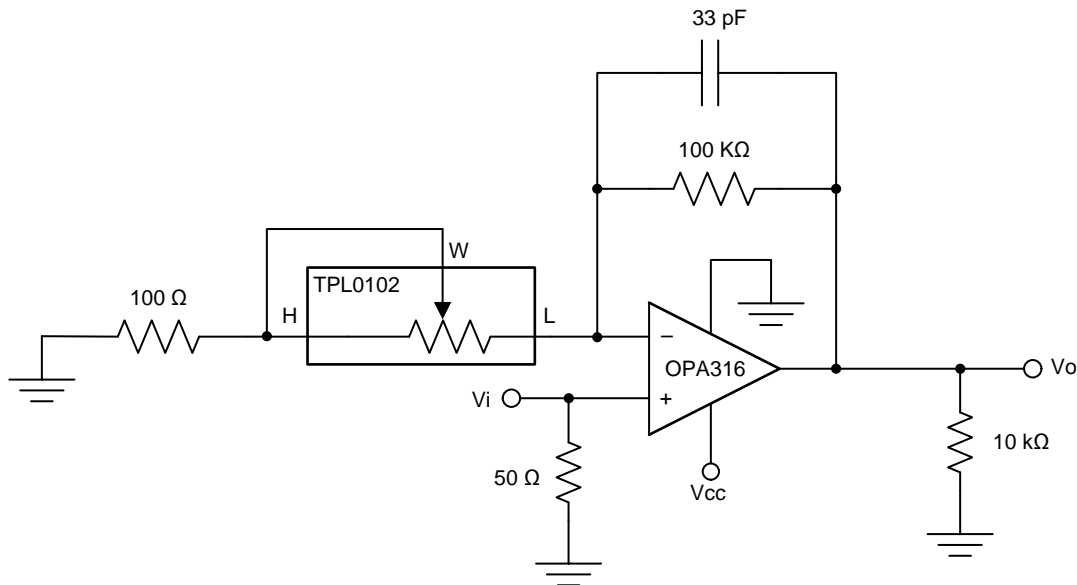 33 pF
100 KΩ
W
TPL0102
100 Ω
H
L
−
OPA316
+
Vi
Vo
50 Ω
10 kΩ
Vcc